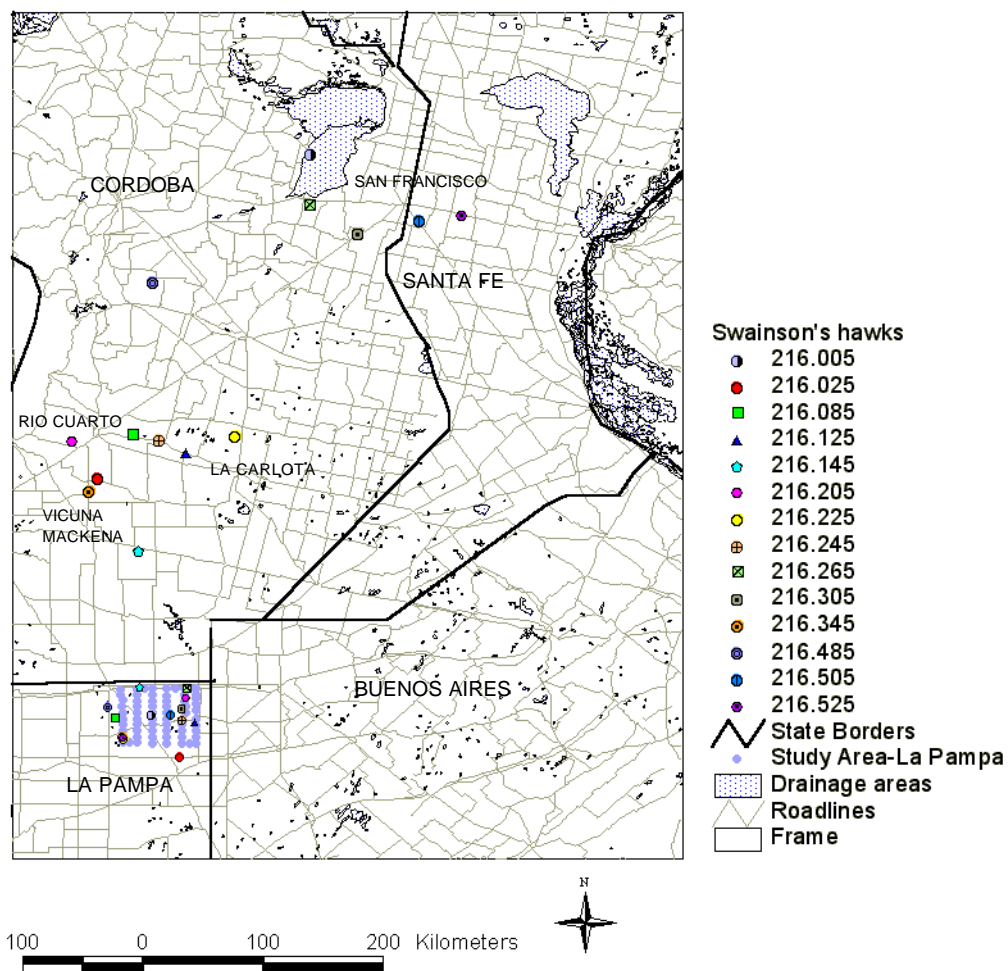 CORDOBA
SAN FRANCISCO
SANTA FE
RIO CUARTO
LA CARLOTA
VICUNA
MACKENA
BUENOS AIRES
LA PAMPA
Swainson's hawks
216.005
216.025
216.085
216.125
216.145
216.205
216.225
216.245
216.265
216.305
216.345
216.485
216.505
216.525
State Borders
Study Area-La Pampa
Drainage areas
Roadlines
Frame
N
100 0 100 200 Kilometers